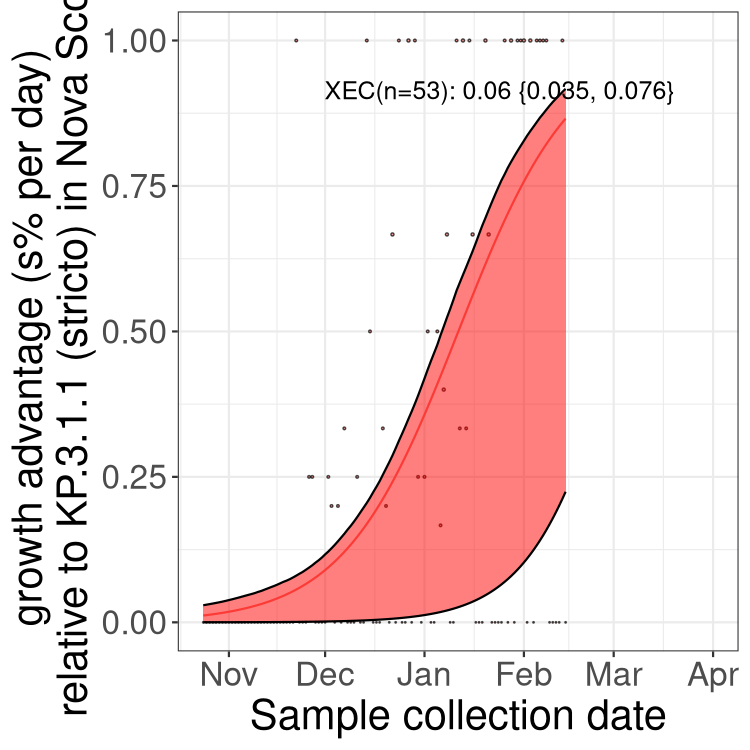 growth advantage (s% per day)
relative to KP.3.1.1 (stricto) in Nova
1.00
0.75
0.50
0.25
0.00
XEC(n=53): 0.06 {0.035, 0.076}
Nov Dec Jan Feb Mar Apr
Sample collection date